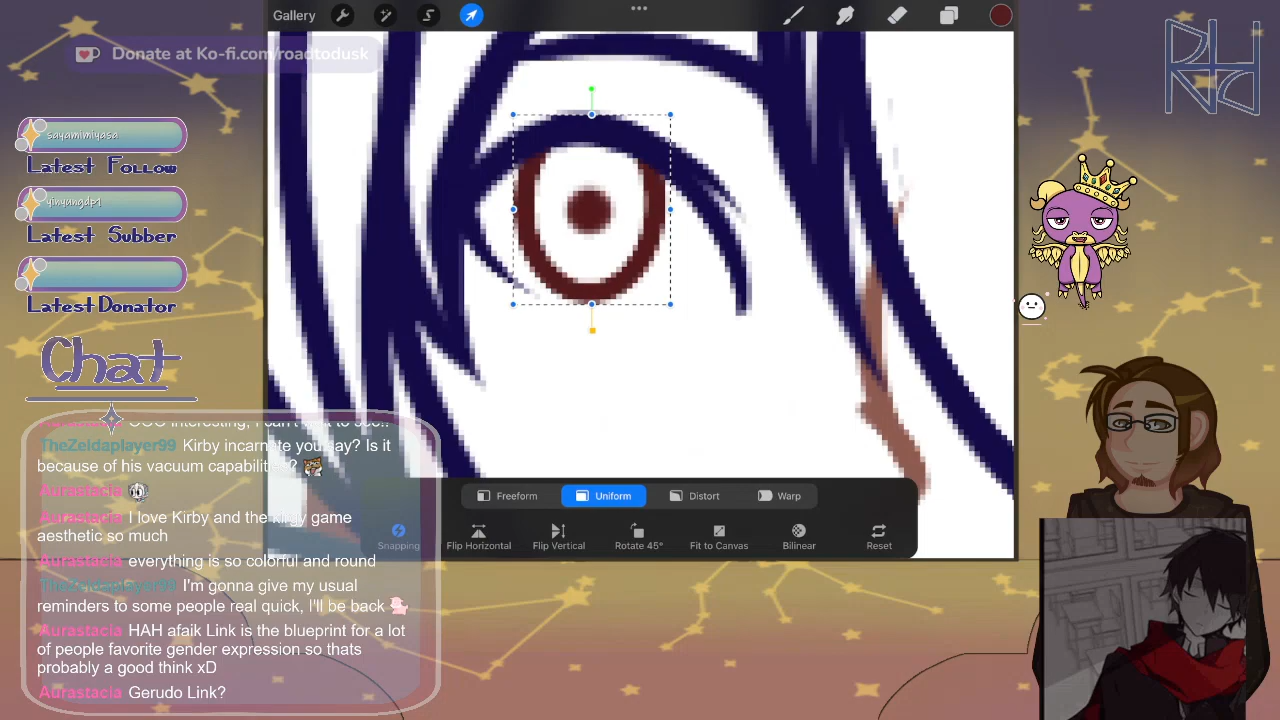 Gallery
Donate at Ko-fi.com/roadtodusk
sayamimiyasa
Latest Follow
yinyangdp1
Latest Subber
Latest Donator
Chat
TheZeldaplayer99 Kirby incarnate you say? Is it
because of his vacuum capabilities?
Aurastacia
Aurastacia I love Kirby and the kirby game
aesthetic so much
Aurastacia everything is so colorful and round
TheZeldaplayer99 I'm gonna give my usual
reminders to some people real quick, I'll be back
Aurastacia HAH afaik Link is the blueprint for a lot
of people favorite gender expression so thats
probably a good think xD
Aurastacia Gerudo Link?
Freeform
Uniform
Distort
Warp
Snapping
Flip Horizontal
Flip Vertical
Rotate 45°
Fit to Canvas
Bilinear
Reset